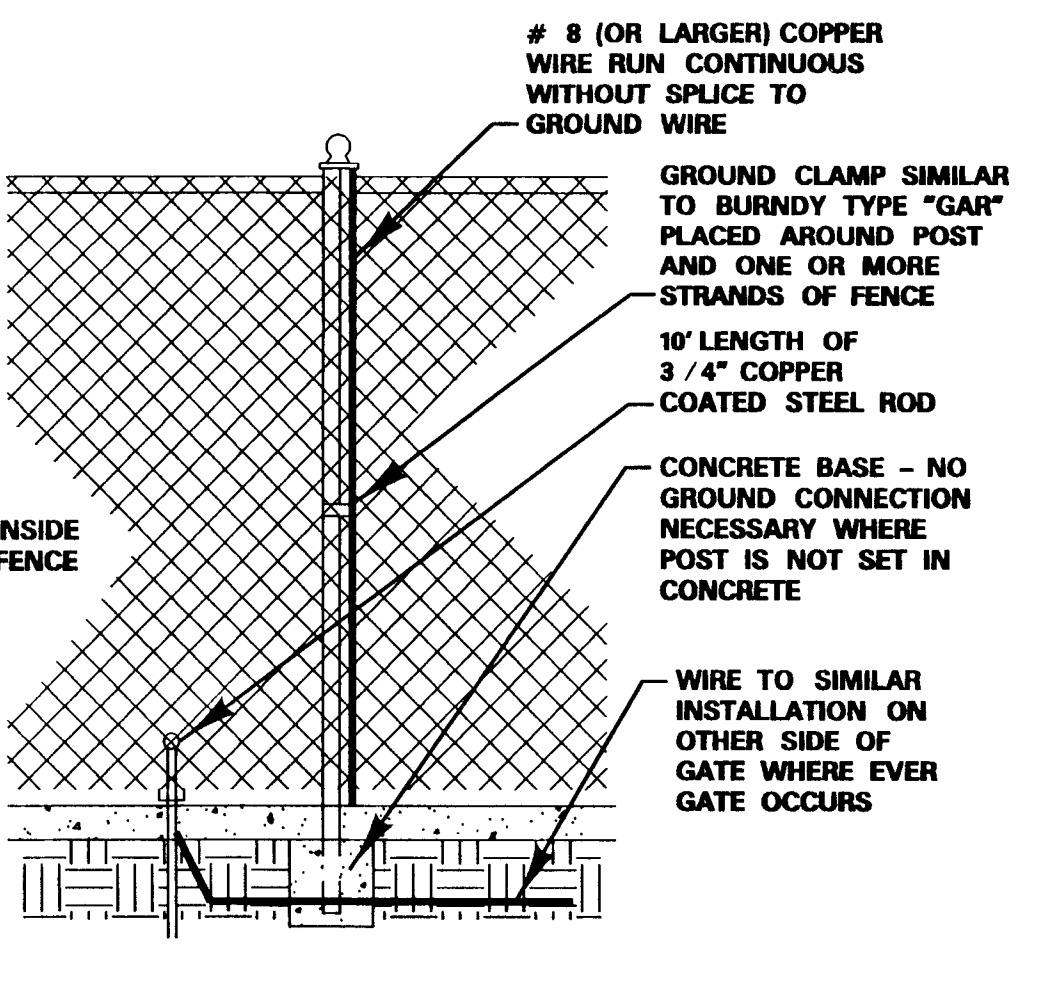 # 8 (OR LARGER) COPPER
WIRE RUN CONTINUOUS
WITHOUT SPLICE TO
GROUND WIRE
GROUND CLAMP SIMILAR
TO BURNDY TYPE "GAR"
PLACED AROUND POST
AND ONE OR MORE
STRANDS OF FENCE
10' LENGTH OF
3/4" COPPER
COATED STEEL ROD
CONCRETE BASE - NO
GROUND CONNECTION
NECESSARY WHERE
POST IS NOT SET IN
CONCRETE
NSIDE
FENCE
WIRE TO SIMILAR
INSTALLATION ON
OTHER SIDE OF
GATE WHERE EVER
GATE OCCURS